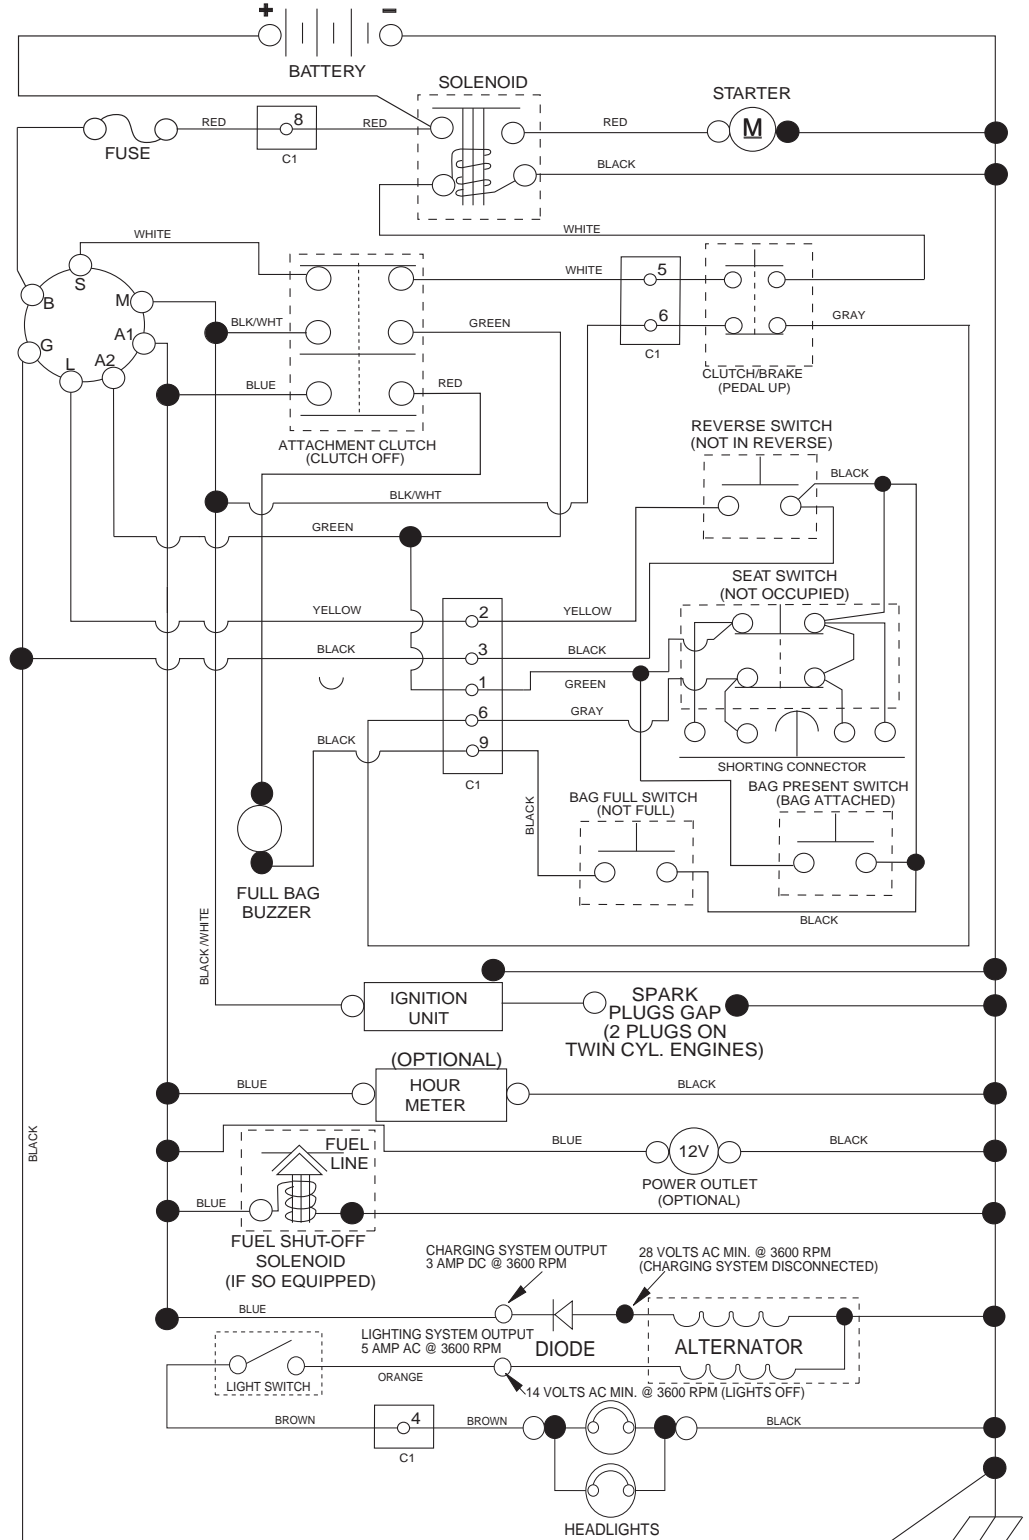 + −
BATTERY
SOLENOID
STARTER
RED
8
RED
RED
M
FUSE
C1
BLACK
WHITE
WHITE
S
B
M
WHITE
5
BLK/WHT
GREEN
6
GRAY
A1
G
L
A2
C1
BLUE
RED
CLUTCH/BRAKE
(PEDAL UP)
ATTACHMENT CLUTCH
(CLUTCH OFF)
REVERSE SWITCH
(NOT IN REVERSE)
BLACK
BLK/WHT
GREEN
SEAT SWITCH
(NOT OCCUPIED)
YELLOW
2
YELLOW
BLACK
3
BLACK
1
GREEN
6
GRAY
BLACK
9
SHORTING CONNECTOR
C1
BLACK
BAG FULL SWITCH
(NOT FULL)
BAG PRESENT SWITCH
(BAG ATTACHED)
FULL BAG
BUZZER
BLACK
BLACK/WHITE
IGNITION
UNIT
SPARK
PLUGS GAP
(2 PLUGS ON
TWIN CYL. ENGINES)
(OPTIONAL)
BLUE
HOUR
METER
BLACK
BLACK
FUEL
LINE
BLUE
12V
BLACK
POWER OUTLET
(OPTIONAL)
BLUE
FUEL SHUT-OFF
SOLENOID
(IF SO EQUIPPED)
CHARGING SYSTEM OUTPUT
3 AMP DC @ 3600 RPM
28 VOLTS AC MIN. @ 3600 RPM
(CHARGING SYSTEM DISCONNECTED)
BLUE
LIGHTING SYSTEM OUTPUT
5 AMP AC @ 3600 RPM
DIODE
ALTERNATOR
LIGHT SWITCH
ORANGE
14 VOLTS AC MIN. @ 3600 RPM (LIGHTS OFF)
BROWN
4
BROWN
BLACK
C1
HEADLIGHTS